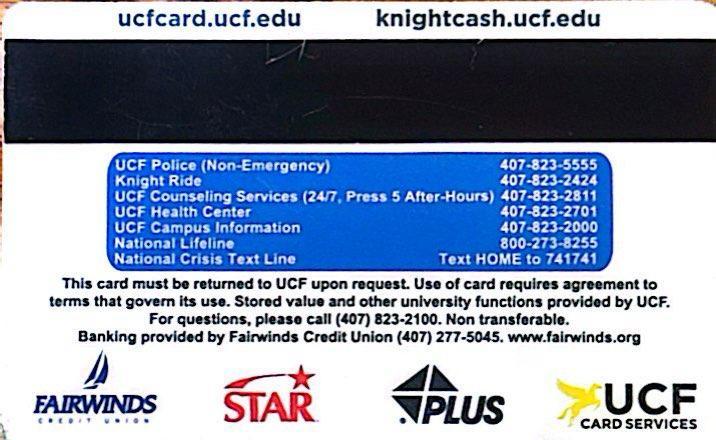 ucfcard.ucf.edu knightcash.ucf.edu
UCF Police (Non-Emergency) 407-823-5555
Knight Ride 407-823-2424
UCF Counseling Services (24/7, Press 5 After-Hours) 407-823-2811
UCF Health Center 407-823-2701
UCF Campus Information 407-823-2000
National Lifeline 800-273-8255
National Crisis Text Line Text HOME to 741741
This card must be returned to UCF upon request. Use of card requires agreement to
terms that govern its use. Stored value and other university functions provided by UCF.
For questions, please call (407) 823-2100. Non transferable.
Banking provided by Fairwinds Credit Union (407) 277-5045. www.fairwinds.org
FAIRWINDS STAR PLUS UCF
CREDIT UNION CARD SERVICES